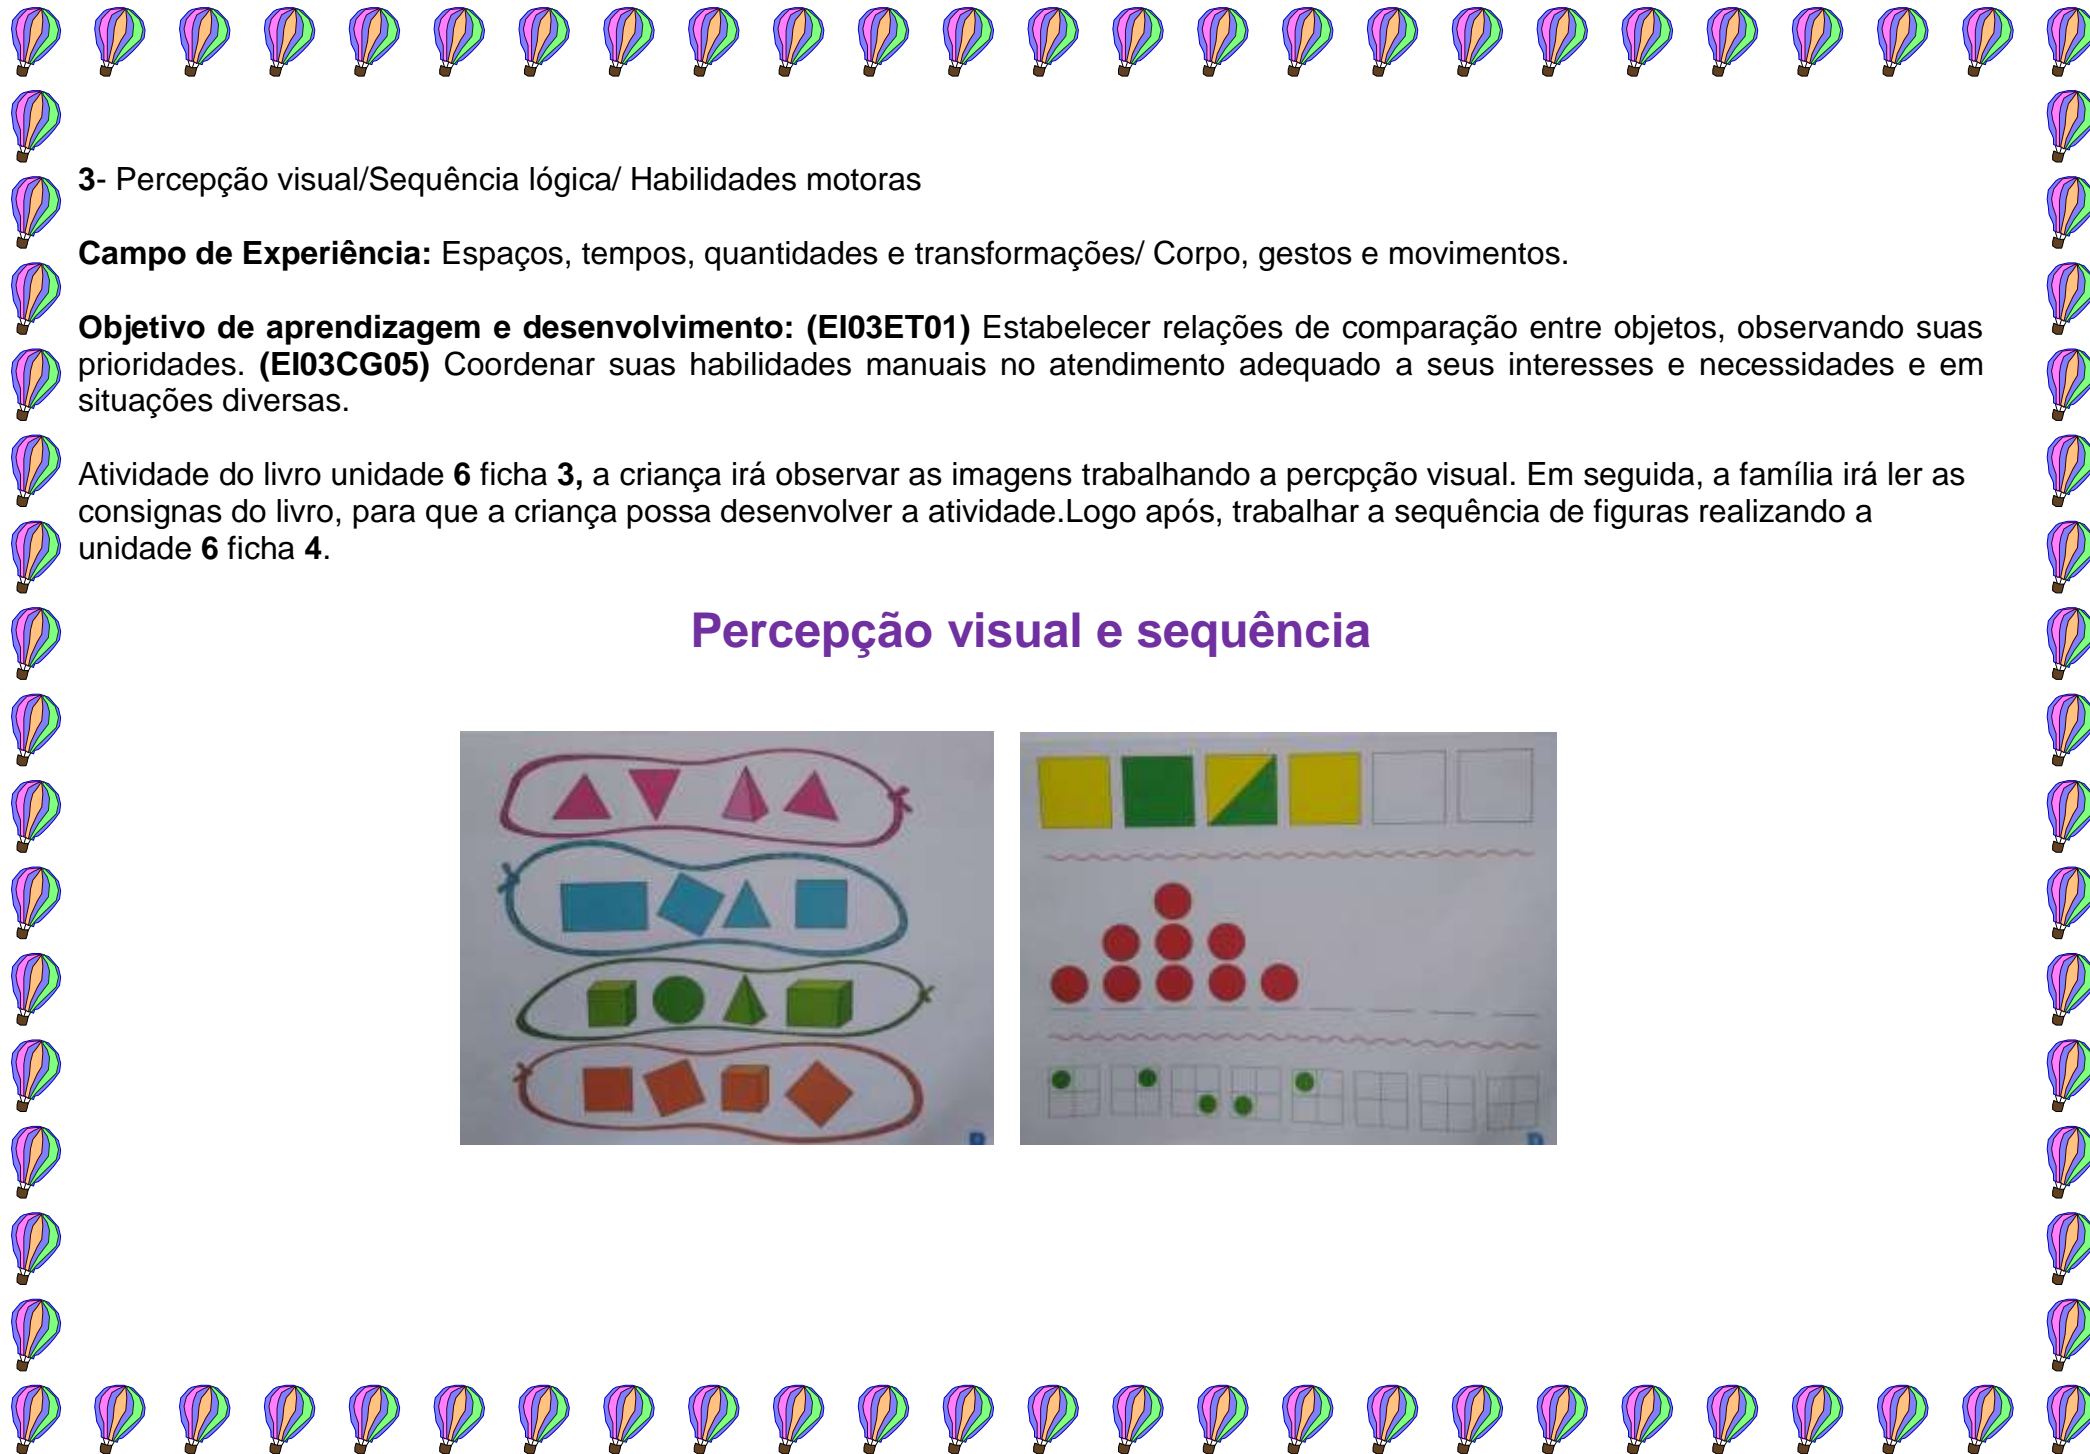 3- Percepção visual/Sequência lógica/ Habilidades motoras
Campo de Experiência: Espaços, tempos, quantidades e transformações/ Corpo, gestos e movimentos.
Objetivo de aprendizagem e desenvolvimento: (EI03ET01) Estabelecer relações de comparação entre objetos, observando suas
prioridades. (EI03CG05) Coordenar suas habilidades manuais no atendimento adequado a seus interesses e necessidades e em
situações diversas.
Atividade do livro unidade 6 ficha 3, a criança irá observar as imagens trabalhando a percpção visual. Em seguida, a família irá ler as
consignas do livro, para que a criança possa desenvolver a atividade.Logo após, trabalhar a sequência de figuras realizando a
unidade 6 ficha 4.
Percepção visual e sequência